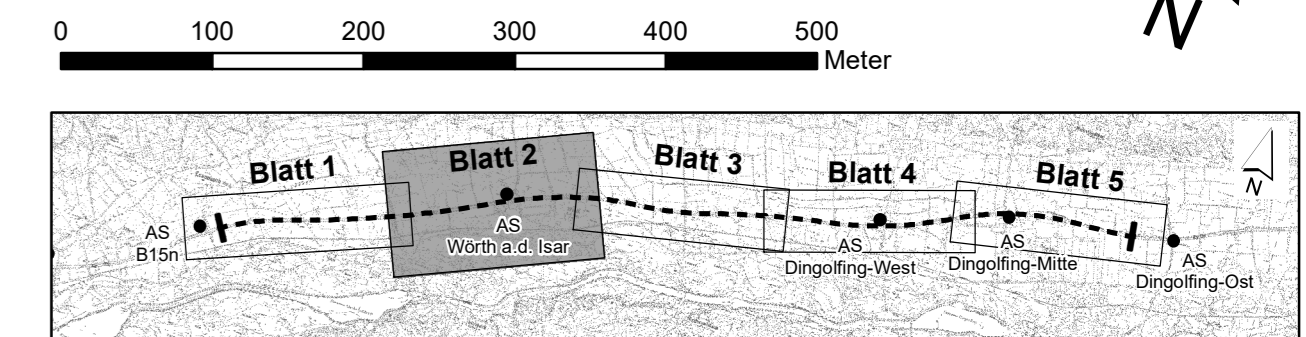 N
0 100 200 300 400 500
Meter
Blatt 1
Blatt 2
Blatt 3
Blatt 4
Blatt 5
N
AS
B15n
AS
Wörth a.d. Isar
AS
Dingolfing-West
AS
Dingolfing-Mitte
AS
Dingolfing-Ost